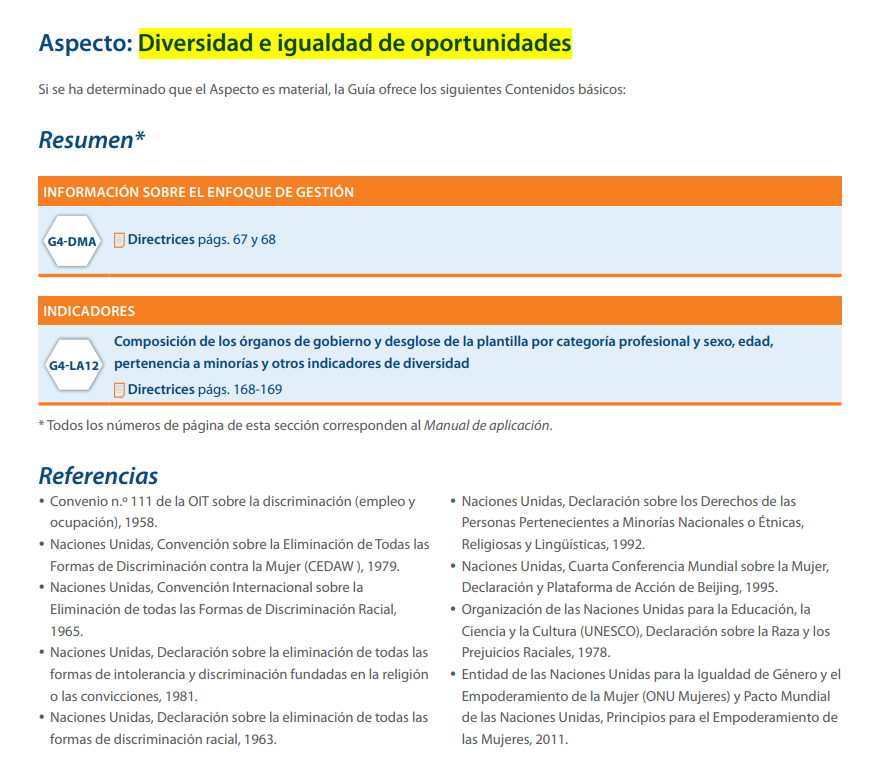 Aspecto: Diversidad e igualdad de oportunidades
Si se ha determinado que el Aspecto es material, la Guía ofrece los siguientes Contenidos básicos:
Resumen*
INFORMACIÓN SOBRE EL ENFOQUE DE GESTIÓN
G4-DMA
Directrices págs. 67 y 68
INDICADORES
G4-LA12
Composición de los órganos de gobierno y desglose de la plantilla por categoría profesional y sexo, edad,
pertenencia a minorías y otros indicadores de diversidad
Directrices págs. 168-169
* Todos los números de página de esta sección corresponden al Manual de aplicación.
Referencias
• Convenio n.º 111 de la OIT sobre la discriminación (empleo y
ocupación), 1958.
• Naciones Unidas, Convención sobre la Eliminación de Todas las
Formas de Discriminación contra la Mujer (CEDAW ), 1979.
• Naciones Unidas, Convención Internacional sobre la
Eliminación de todas las Formas de Discriminación Racial,
1965.
• Naciones Unidas, Declaración sobre la eliminación de todas las
formas de intolerancia y discriminación fundadas en la religión
o las convicciones, 1981.
• Naciones Unidas, Declaración sobre la eliminación de todas las
formas de discriminación racial, 1963.
• Naciones Unidas, Declaración sobre los Derechos de las
Personas Pertenecientes a Minorías Nacionales o Étnicas,
Religiosas y Lingüísticas, 1992.
• Naciones Unidas, Cuarta Conferencia Mundial sobre la Mujer,
Declaración y Plataforma de Acción de Beijing, 1995.
• Organización de las Naciones Unidas para la Educación, la
Ciencia y la Cultura (UNESCO), Declaración sobre la Raza y los
Prejuicios Raciales, 1978.
• Entidad de las Naciones Unidas para la Igualdad de Género y el
Empoderamiento de la Mujer (ONU Mujeres) y Pacto Mundial
de las Naciones Unidas, Principios para el Empoderamiento de
las Mujeres, 2011.